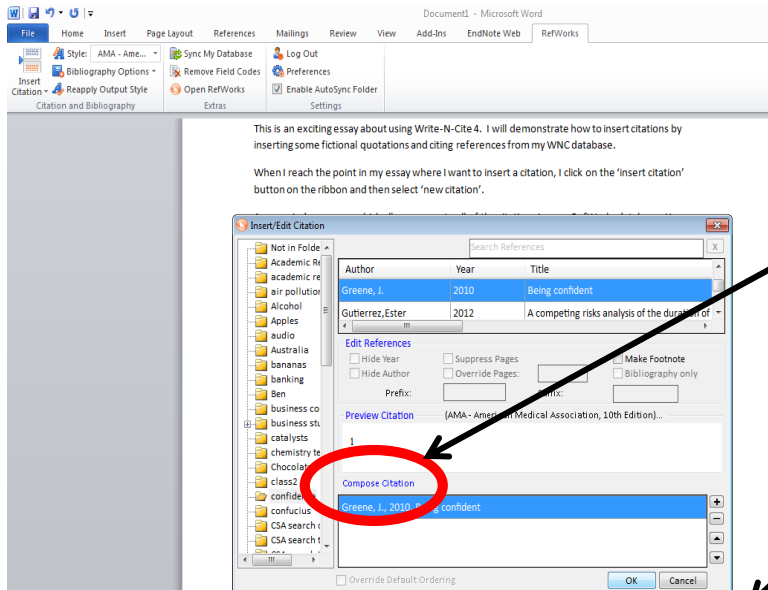 Document1 - Microsoft Word
File Home Insert Page Layout References Mailings Review View Add-Ins EndNote Web RefWorks
Insert Citation
Style: AMA - Ame...
Bibliography Options
Reapply Output Style
Citation and Bibliography
Sync My Database
Remove Field Codes
Open RefWorks
Extras
Log Out
Preferences
Enable AutoSync Folder
Settings
This is an exciting essay about using Write-N-Cite 4. I will demonstrate how to insert citations by
inserting some fictional quotations and citing references from my WNC database.
When I reach the point in my essay where I want to insert a citation, I click on the 'insert citation'
button on the ribbon and then select 'new citation'.
Insert/Edit Citation
Not in Folde
Academic Re
academic re
air pollution
Alcohol
Apples
audio
Australia
bananas
banking
Ben
business co
business stu
catalysts
chemistry te
Chocolat
class2
confide
confucius
CSA search
CSA search t
Search References X
Author Year Title
Greene, J. 2010 Being confident
Gutierrez,Ester 2012 A competing risks analysis of the duration of
Edit References
Hide Year Suppress Pages Make Footnote
Hide Author Override Pages: Bibliography only
Prefix:
Preview Citation (AMA - American Medical Association, 10th Edition)...
1
Compose Citation
Greene, J., 2010, Being confident
Override Default Ordering
OK Cancel